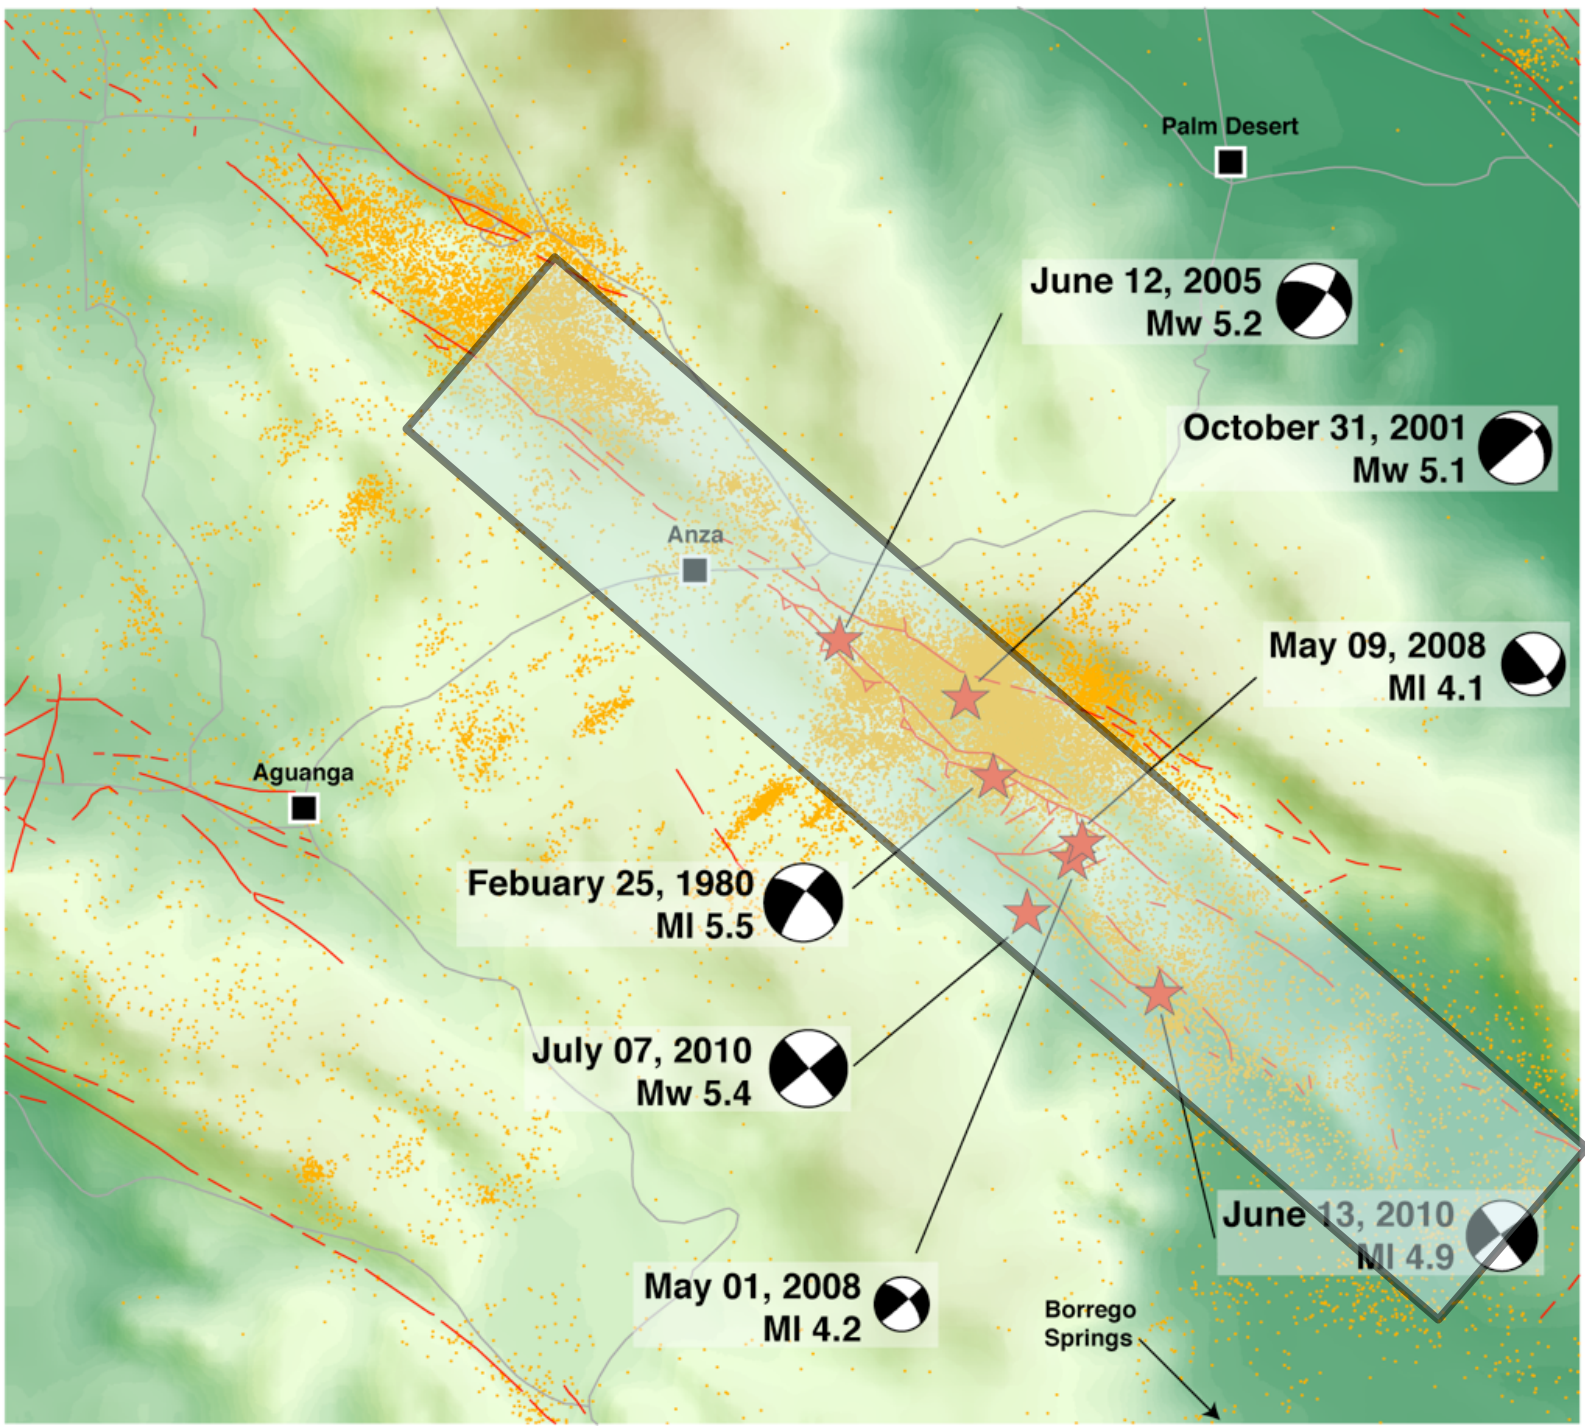 Palm Desert
June 12, 2005
Mw 5.2
October 31, 2001
Mw 5.1
Anza
May 09, 2008
Ml 4.1
Aguanga
Febuary 25, 1980
Ml 5.5
July 07, 2010
Mw 5.4
June 13, 2010
Ml 4.9
May 01, 2008
Ml 4.2
Borrego
Springs